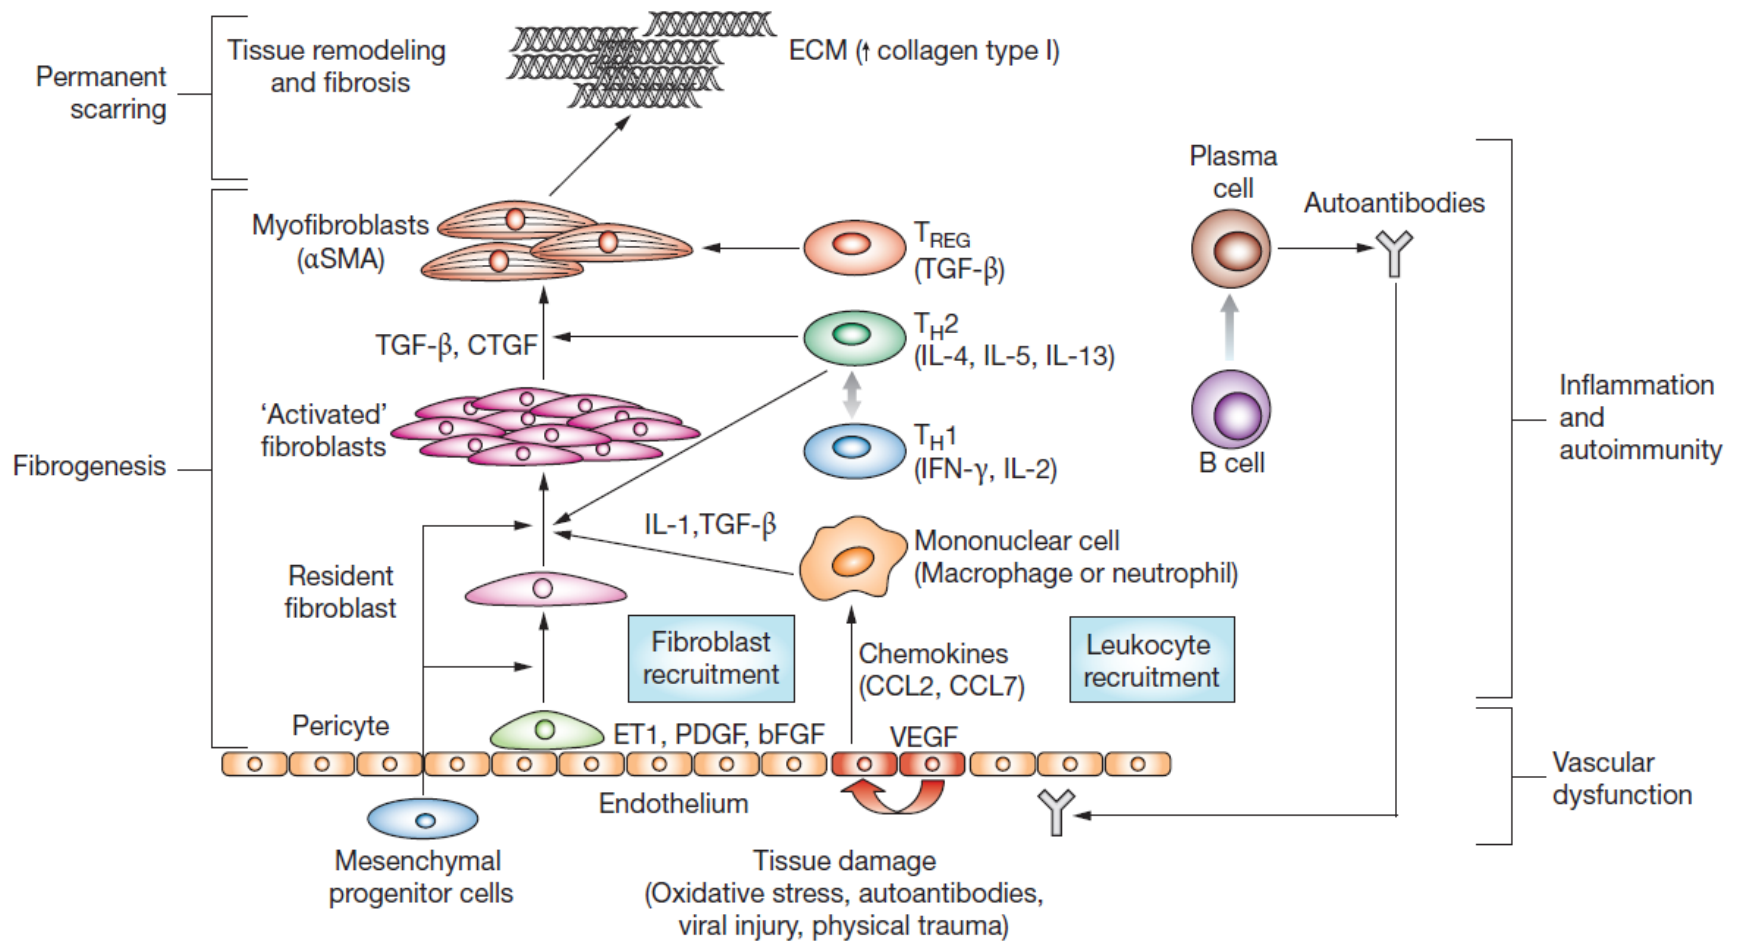 Permanent
scarring
Tissue remodeling
and fibrosis
ECM (↑ collagen type I)
Fibrogenesis
Myofibroblasts
(αSMA)
TREG
(TGF-β)
TGF-β, CTGF
TH2
(IL-4, IL-5, IL-13)
'Activated'
fibroblasts
TH1
(IFN-γ, IL-2)
IL-1,TGF-β
Mononuclear cell
(Macrophage or neutrophil)
Resident
fibroblast
Fibroblast
recruitment
Chemokines
(CCL2, CCL7)
Leukocyte
recruitment
Pericyte
ET1, PDGF, bFGF
VEGF
Endothelium
Mesenchymal
progenitor cells
Tissue damage
(Oxidative stress, autoantibodies,
viral injury, physical trauma)
Plasma
cell
Autoantibodies
B cell
Inflammation
and
autoimmunity
Vascular
dysfunction